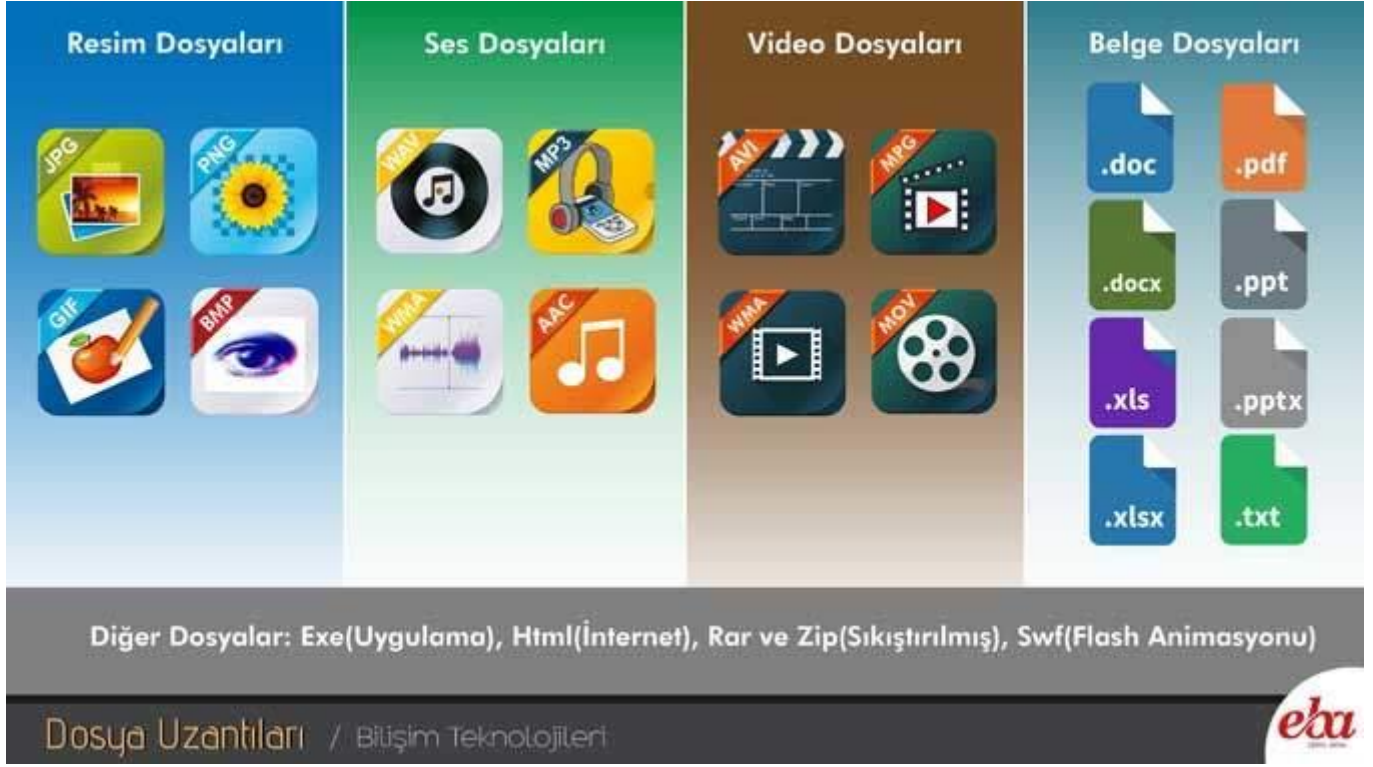 Resim Dosyaları
JPG
PNG
GIF
BMP
Ses Dosyaları
WAV
MP3
WMA
AAC
Video Dosyaları
AVI
MPG
WMA
MOV
Belge Dosyaları
.doc
.pdf
.docx
.ppt
.xls
.pptx
.xlsx
.txt
Diğer Dosyalar: Exe(Uygulama), Html(İnternet), Rar ve Zip(Sıkıştırılmış), Swf(Flash Animasyonu)
Dosya Uzantıları / Bilişim Teknolojileri
eba